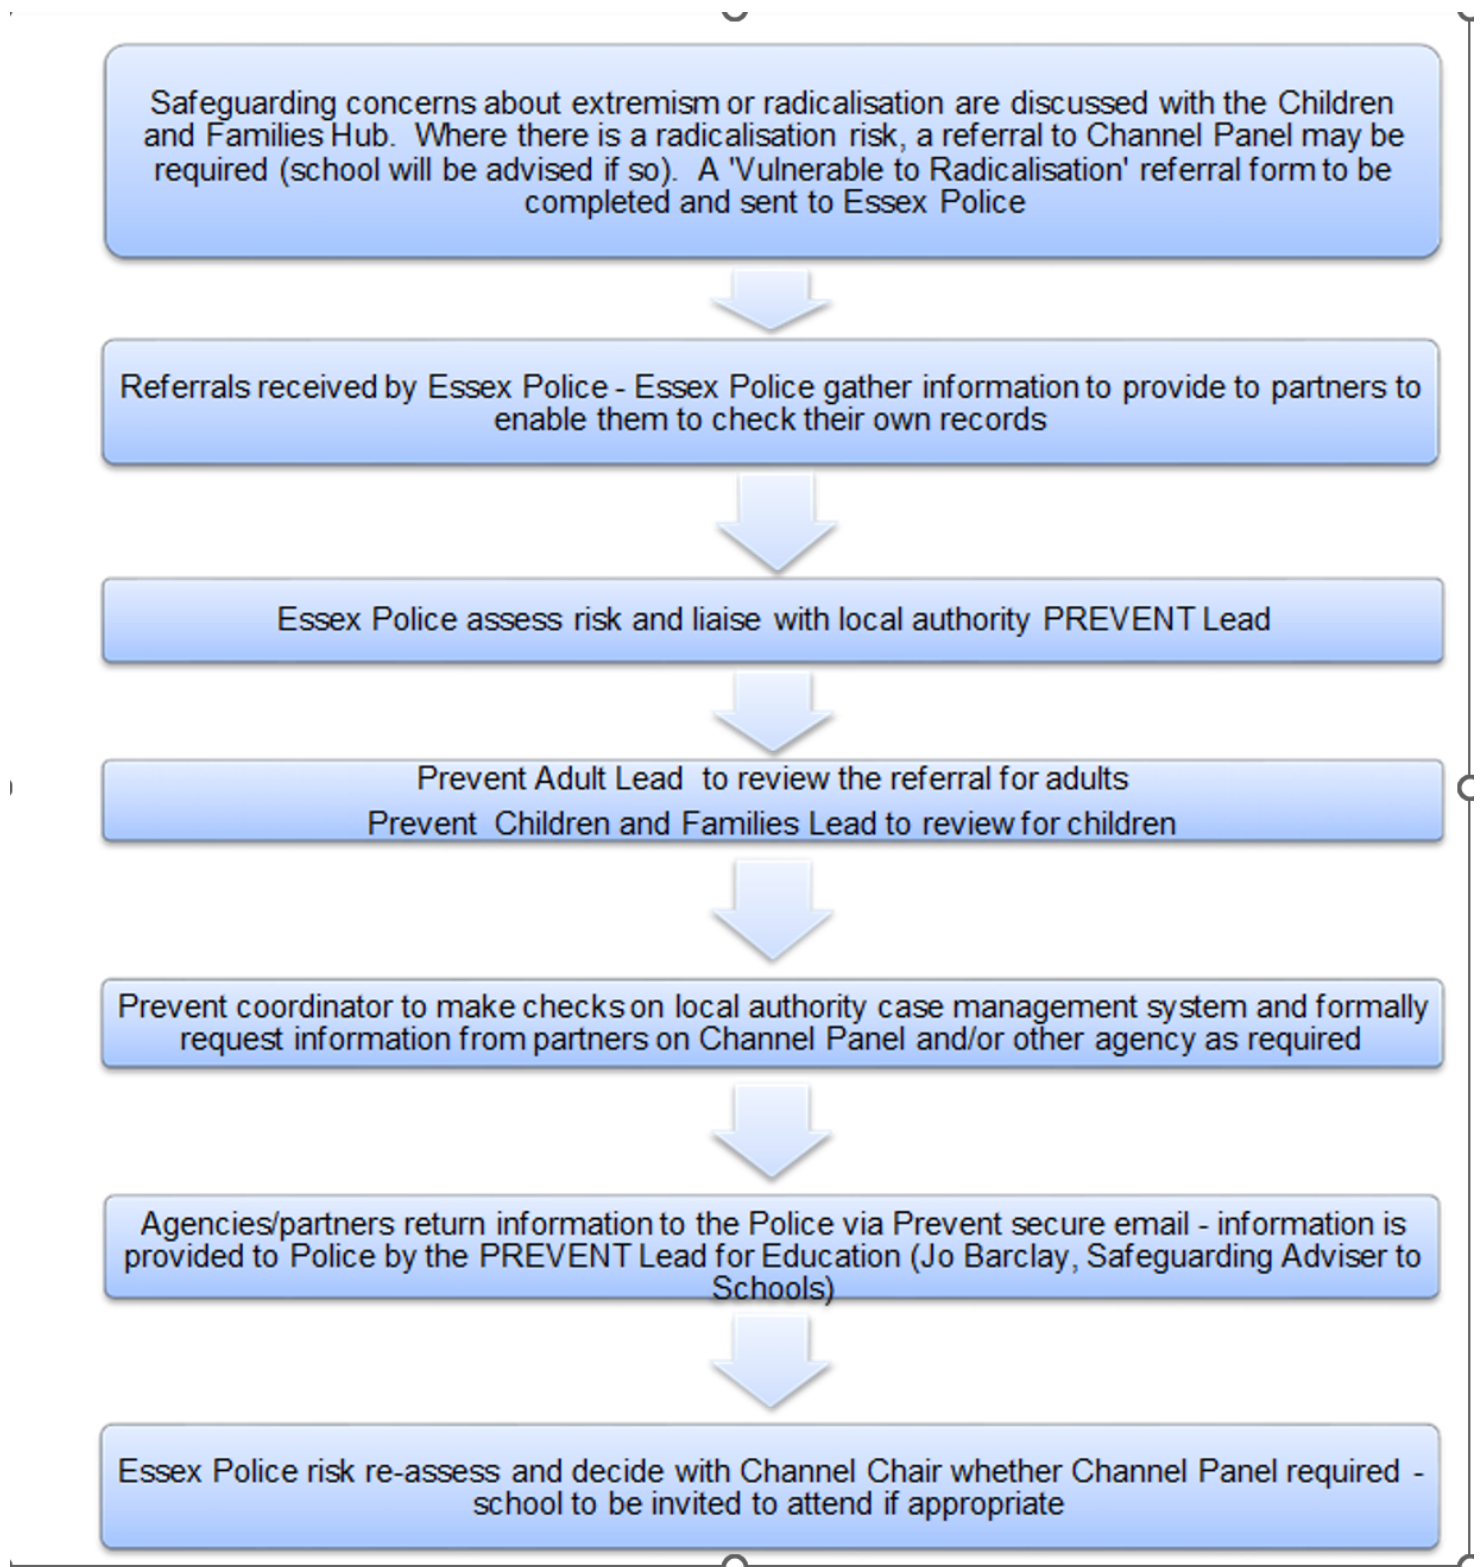 Safeguarding concerns about extremism or radicalisation are discussed with the Children
and Families Hub.  Where there is a radicalisation risk, a referral to Channel Panel may be
required (school will be advised if so).  A 'Vulnerable to Radicalisation' referral form to be
completed and sent to Essex Police
Referrals received by Essex Police - Essex Police gather information to provide to partners to
enable them to check their own records
Essex Police assess risk and liaise with local authority PREVENT Lead
Prevent Adult Lead  to review the referral for adults
Prevent  Children and Families Lead to review for children
Prevent coordinator to make checks on local authority case management system and formally
request information from partners on Channel Panel and/or other agency as required
Agencies/partners return information to the Police via Prevent secure email - information is
provided to Police by the PREVENT Lead for Education (Jo Barclay, Safeguarding Adviser to
Schools)
Essex Police risk re-assess and decide with Channel Chair whether Channel Panel required -
school to be invited to attend if appropriate